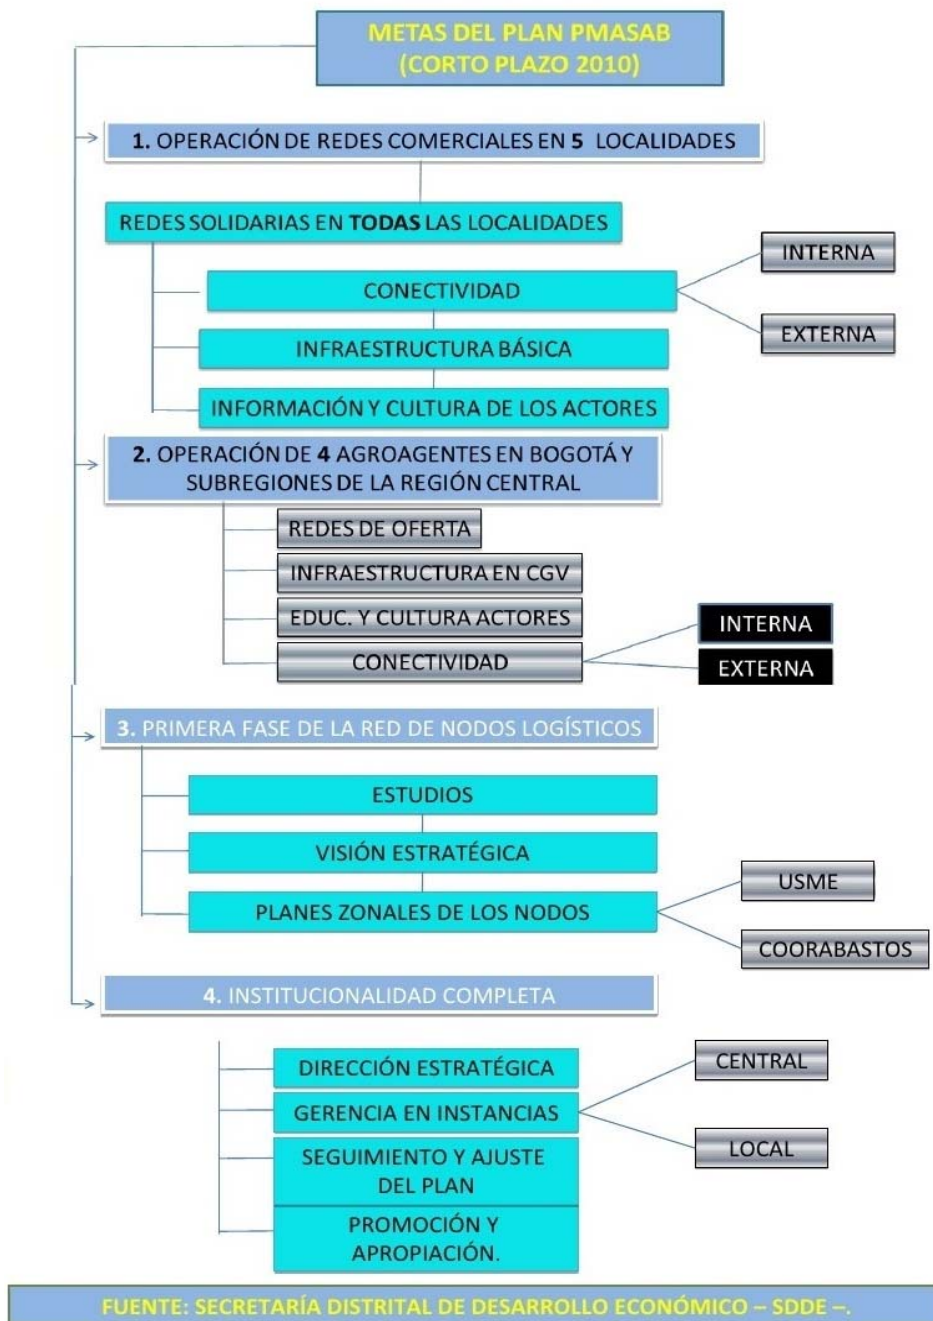 METAS DEL PLAN PMASAB
(CORTO PLAZO 2010)
1. OPERACIÓN DE REDES COMERCIALES EN 5 LOCALIDADES
REDES SOLIDARIAS EN TODAS LAS LOCALIDADES
CONECTIVIDAD
INTERNA
EXTERNA
INFRAESTRUCTURA BÁSICA
INFORMACIÓN Y CULTURA DE LOS ACTORES
2. OPERACIÓN DE 4 AGROAGENTES EN BOGOTÁ Y
SUBREGIONES DE LA REGIÓN CENTRAL
REDES DE OFERTA
INFRAESTRUCTURA EN CGV
EDUC. Y CULTURA ACTORES
CONECTIVIDAD
INTERNA
EXTERNA
3. PRIMERA FASE DE LA RED DE NODOS LOGÍSTICOS
ESTUDIOS
VISIÓN ESTRATÉGICA
PLANES ZONALES DE LOS NODOS
USME
COORABASTOS
4. INSTITUCIONALIDAD COMPLETA
DIRECCIÓN ESTRATÉGICA
GERENCIA EN INSTANCIAS
CENTRAL
LOCAL
SEGUIMIENTO Y AJUSTE
DEL PLAN
PROMOCIÓN Y
APROPIACIÓN.
FUENTE: SECRETARÍA DISTRITAL DE DESARROLLO ECONÓMICO – SDDE –.